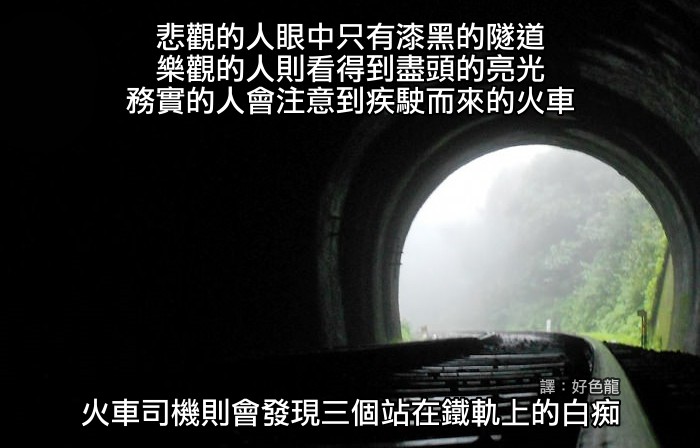 悲觀的人眼中只有漆黑的隧道
樂觀的人則看得到盡頭的亮光
務實的人會注意到疾駛而來的火車
譯：好色龍
火車司機則會發現三個站在鐵軌上的白痴